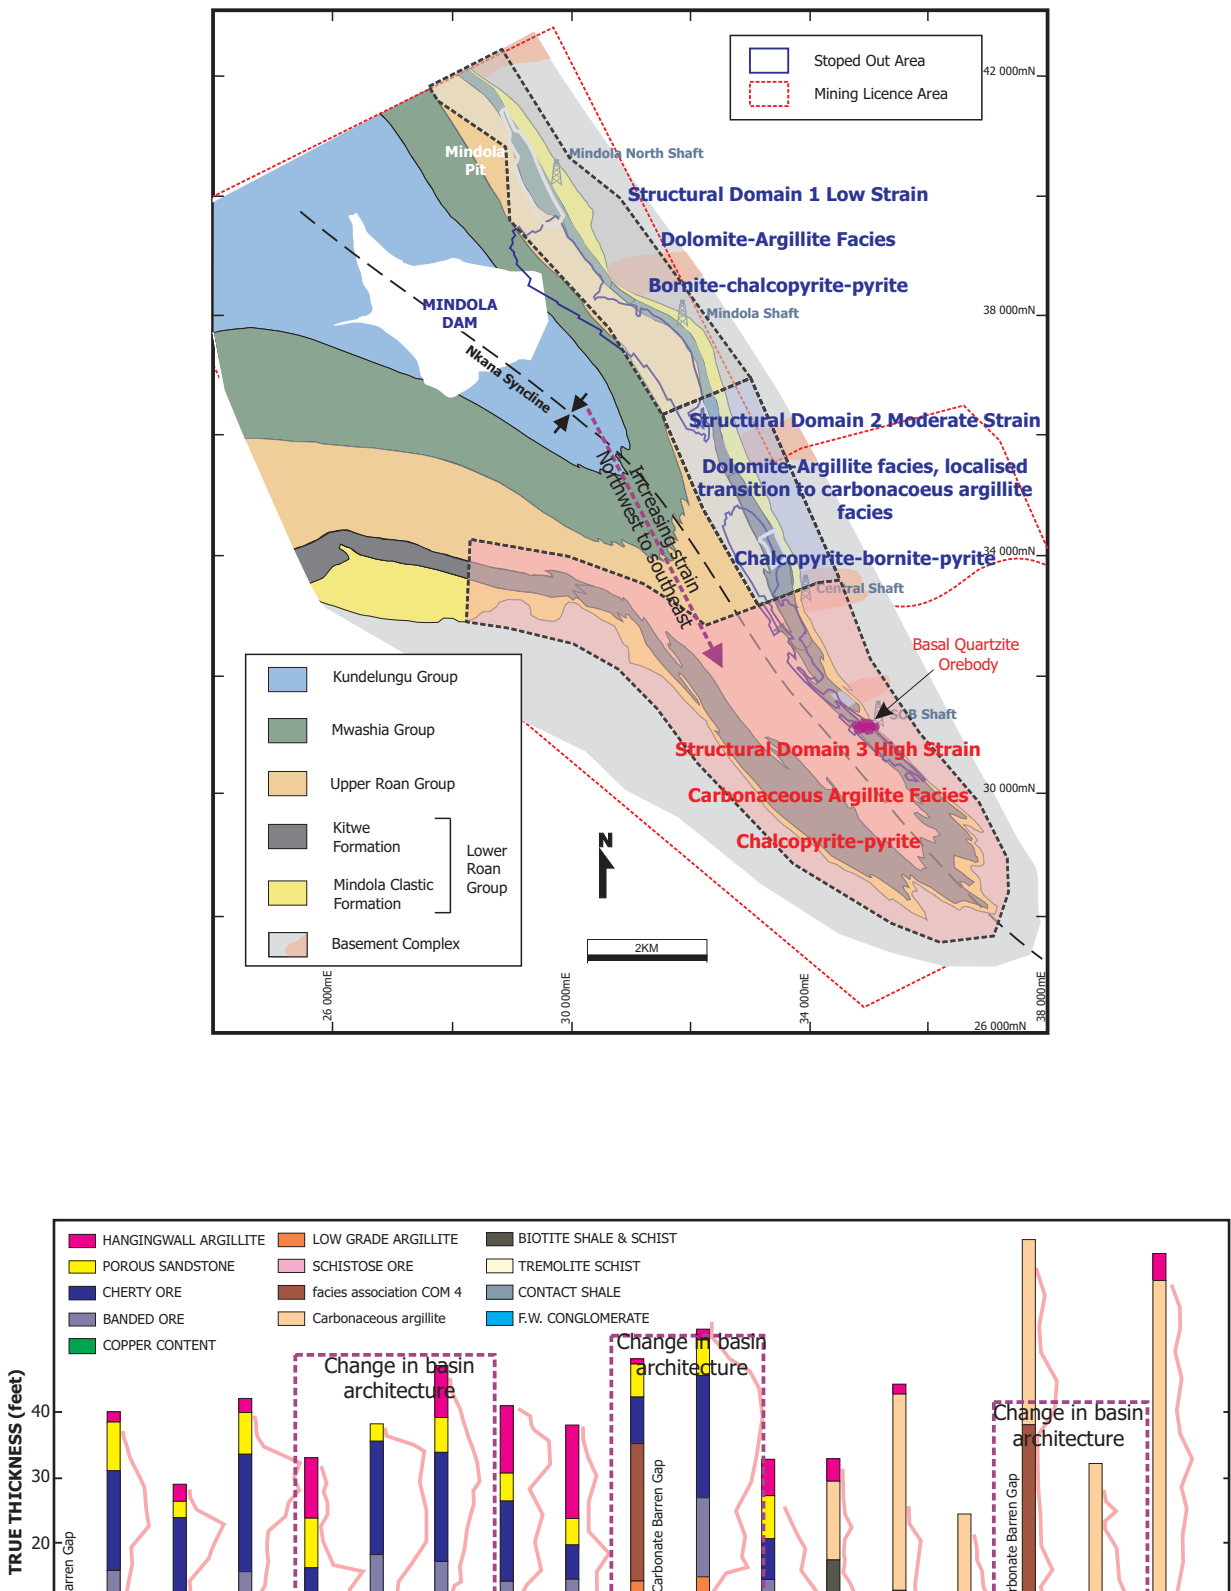 Stoped Out Area
Mining Licence Area
42 000mN
Mindola
Pit
Mindola North Shaft
Structural Domain 1 Low Strain
Dolomite-Argillite Facies
Bornite-chalcopyrite-pyrite
MINDOLA
DAM
Mindola Shaft
38 000mN
Nkana Syncline
Structural Domain 2 Moderate Strain
Dolomite-Argillite facies, localised
transition to carbonacoeus argillite
facies
Increasing strain
Northwest to southeast
Chalcopyrite-bornite-pyrite
34 000mN
Central Shaft
Basal Quartzite
Orebody
SOB Shaft
Structural Domain 3 High Strain
Carbonaceous Argillite Facies
Chalcopyrite-pyrite
30 000mN
Kundelungu Group
Mwashia Group
Upper Roan Group
Kitwe
Formation
Lower
Roan
Group
Mindola Clastic
Formation
Basement Complex
N
2KM
26 000mE
30 000mE
34 000mE
38 000mE
26 000mN
HANGINGWALL ARGILLITE
LOW GRADE ARGILLITE
BIOTITE SHALE & SCHIST
POROUS SANDSTONE
SCHISTOSE ORE
TREMOLITE SCHIST
CHERTY ORE
facies association COM 4
CONTACT SHALE
BANDED ORE
Carbonaceous argillite
F.W. CONGLOMERATE
COPPER CONTENT
Change in basin
architecture
Change in basin
architecture
Change in basin
architecture
TRUE THICKNESS (feet)
40
30
20
arren Gap
Carbonate Barren Gap
bonate Barren Gap